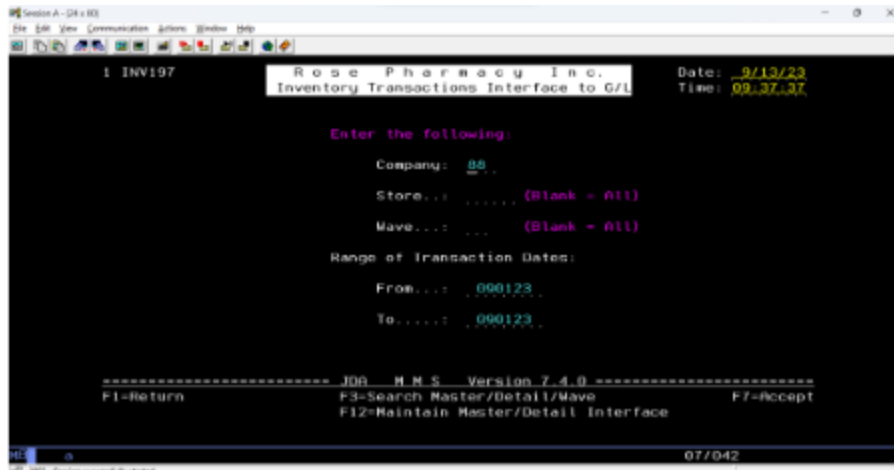 Session A - [24 x 80]
File Edit View Communication Actions Window Help
1 INV197 Rose Pharmacy Inc. Date: 9/13/23
Inventory Transactions Interface to G/L Time: 09:37:37
Enter the following:
Company: 88
Store..: (Blank = All)
Wave...: (Blank = All)
Range of Transaction Dates:
From...: 090123
To.....: 090123
------------------------- JDA M M S Version 7.4.0 ------------------------
F1=Return F3=Search Master/Detail/Wave F7=Accept
F12=Maintain Master/Detail Interface
a 07/042